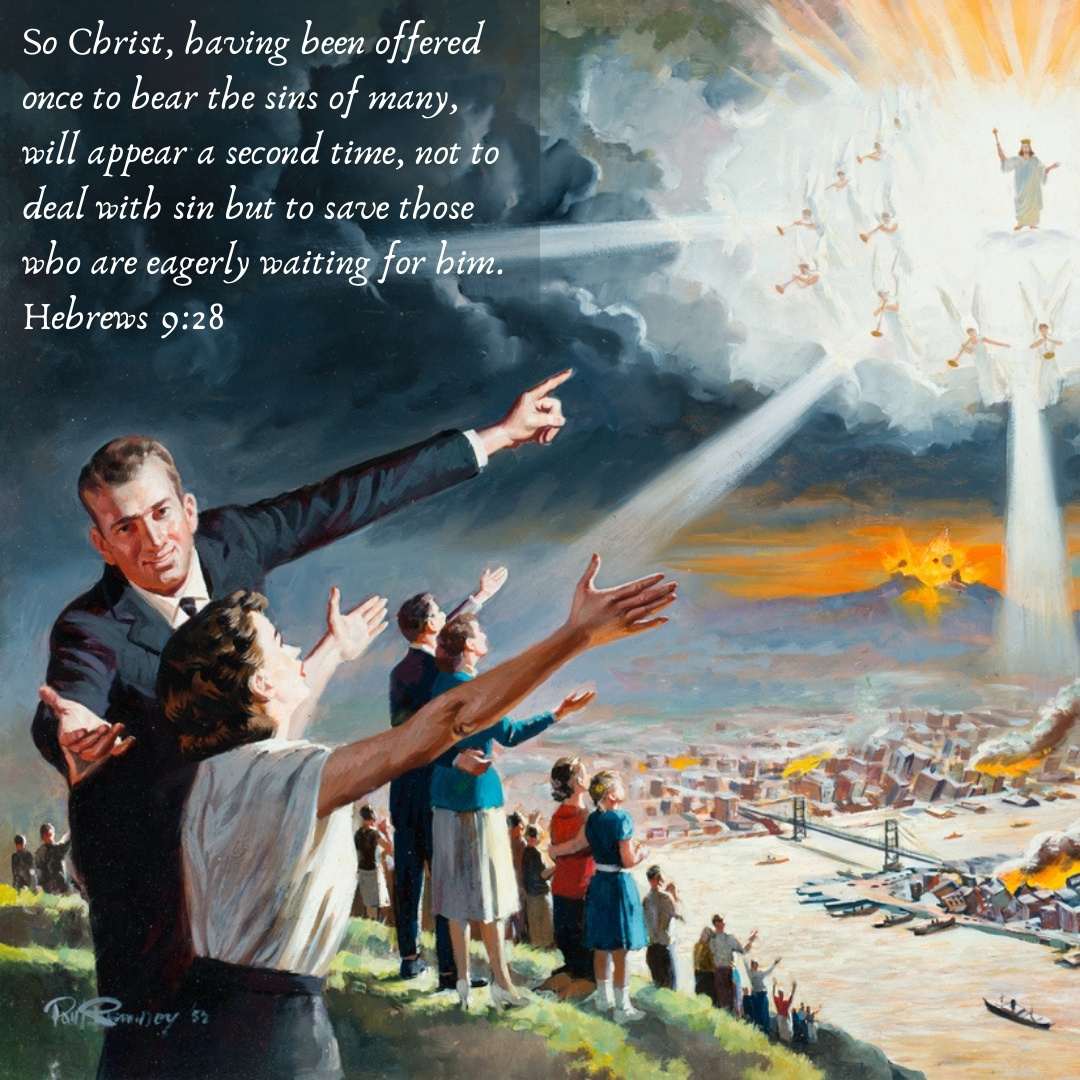 So Christ, having been offered
once to bear the sins of many,
will appear a second time, not to
deal with sin but to save those
who are eagerly waiting for him.
Hebrews 9:28